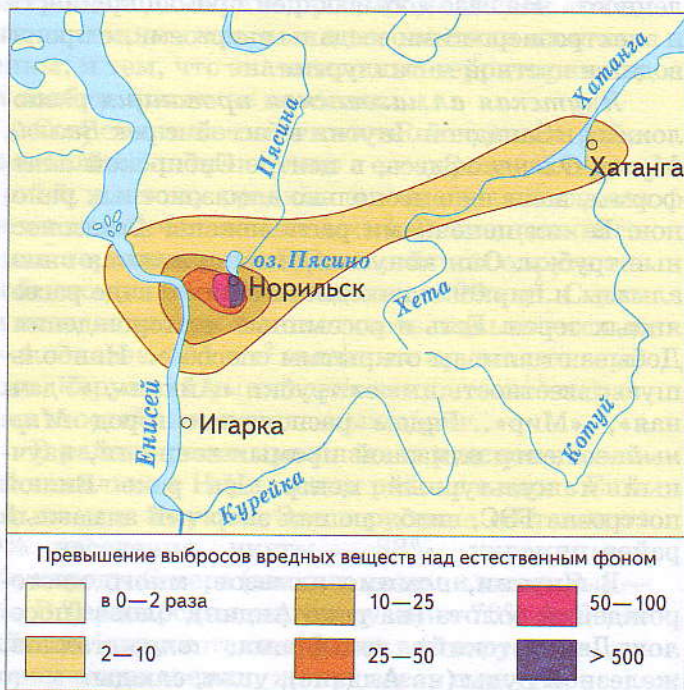 Хатанга
Пясина
Хатанга
оз. Пясино
Норильск
Хета
Енисей
Игарка
Котуй
Курейка
Превышение выбросов вредных веществ над естественным фоном
в 0—2 раза
10—25
50—100
2—10
25—50
> 500